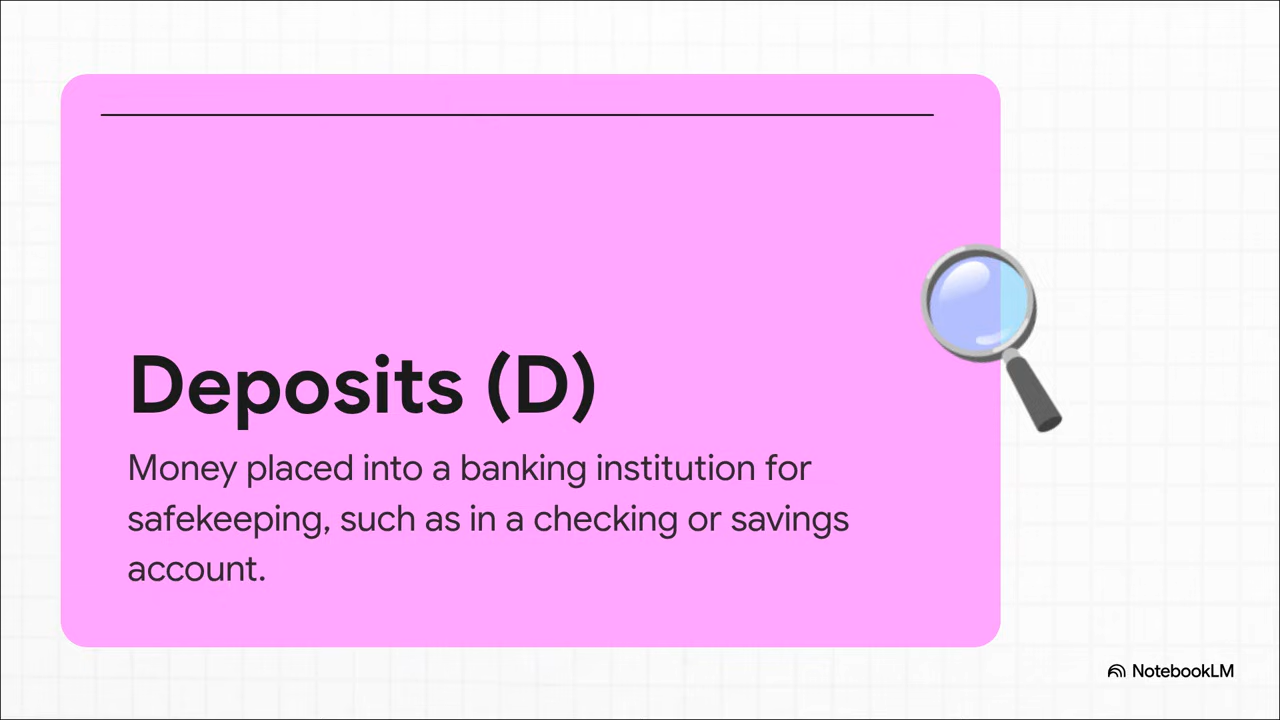 Deposits (D)
Money placed into a banking institution for
safekeeping, such as in a checking or savings
account.
NotebookLM